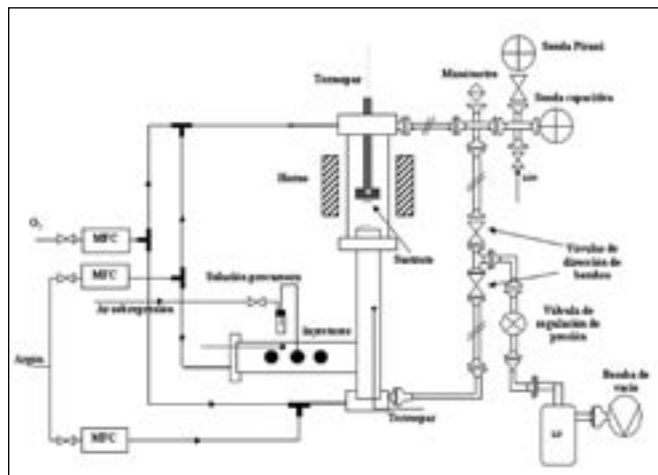 Sonda Pirani
Manómetro
Termopar
Sonda capacitiva
Horno
O₂
MFC
Sustrato
Válvulas de
dirección de
bombeo
MFC
Solución precursora
Ar sobrepresión
Válvula de
regulación de
presión
inyectores
Argón
Bomba de
vacío
Termopar
MFC